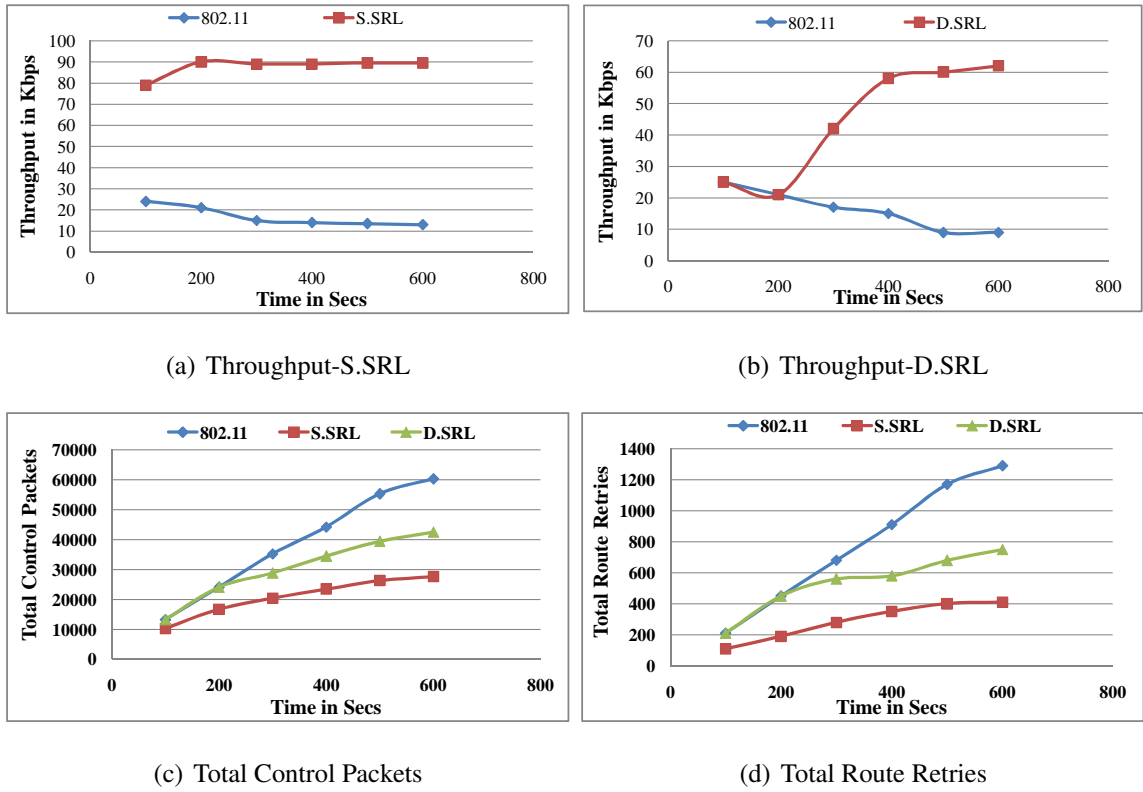 802.11 S.SRL
Throughput in Kbps
100
90
80
70
60
50
40
30
20
10
0
0 200 400 600 800
Time in Secs
(a) Throughput-S.SRL
802.11 D.SRL
Throughput in Kbps
70
60
50
40
30
20
10
0
0 200 400 600 800
Time in Secs
(b) Throughput-D.SRL
802.11 S.SRL D.SRL
Total Control Packets
70000
60000
50000
40000
30000
20000
10000
0
0 200 400 600 800
Time in Secs
(c) Total Control Packets
802.11 S.SRL D.SRL
Total Route Retries
1400
1200
1000
800
600
400
200
0
0 200 400 600 800
Time in Secs
(d) Total Route Retries